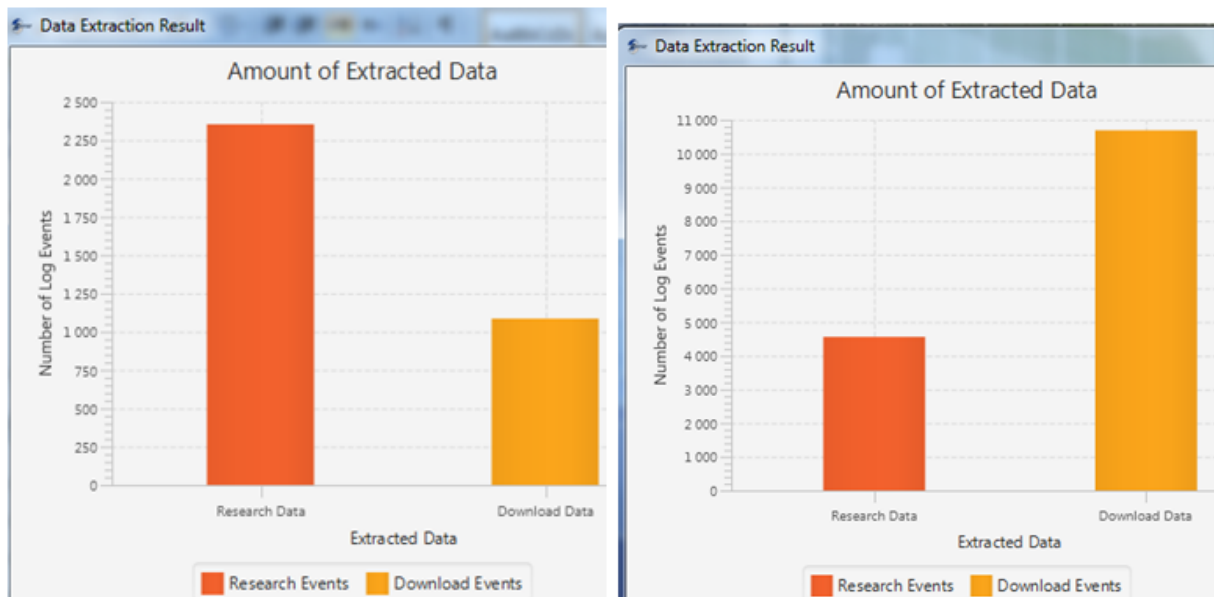 Data Extraction Result
Amount of Extracted Data
2 500
2 250
2 000
1 750
1 500
1 250
1 000
750
500
250
0
Number of Log Events
Research Data
Download Data
Extracted Data
Research Events
Download Events
Data Extraction Result
Amount of Extracted Data
11 000
10 000
9 000
8 000
7 000
6 000
5 000
4 000
3 000
2 000
1 000
0
Number of Log Events
Research Data
Download Data
Extracted Data
Research Events
Download Events